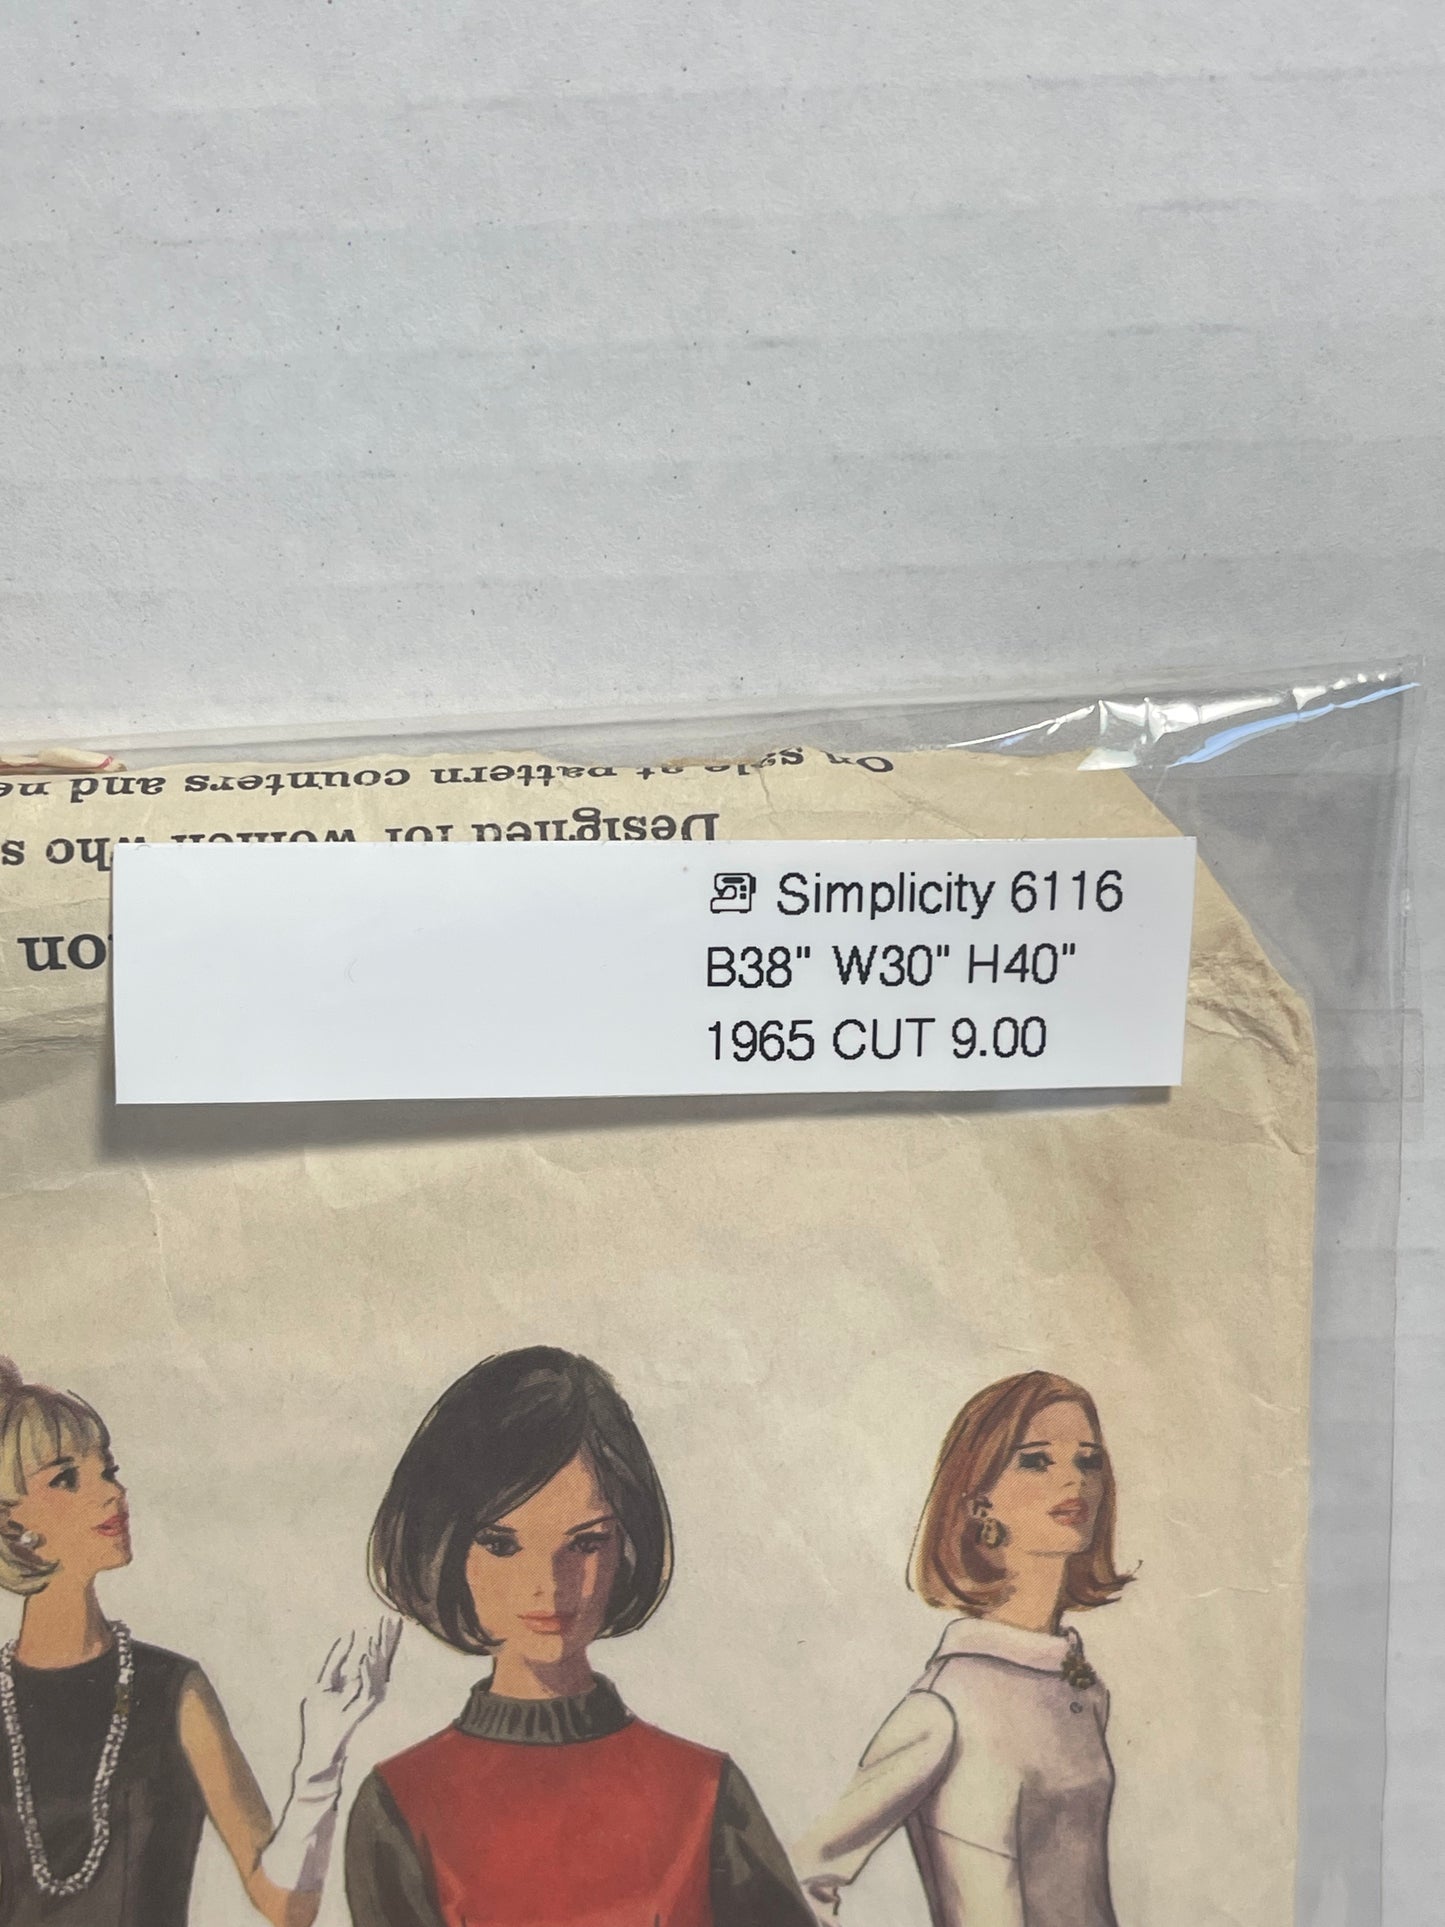 On sale at pattern counters and
Designed for women who
Simplicity 6116
B38" W30" H40"
1965 CUT 9.00